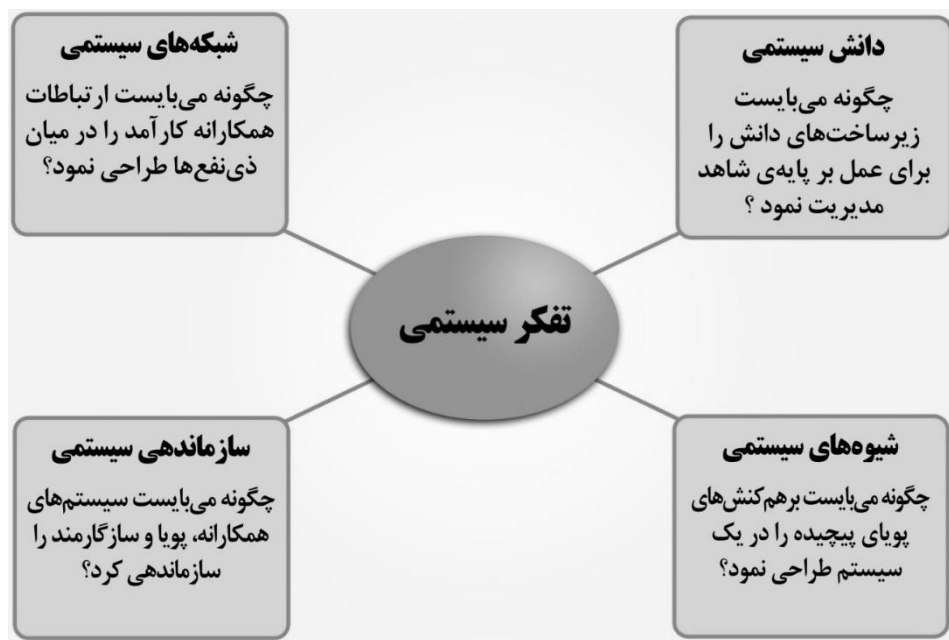 دانش سیستمی
چگونه می‌بایست
زیرساخت‌های دانش را
برای عمل بر پایه‌ی شاهد
مدیریت نمود ؟
شبکه‌های سیستمی
چگونه می‌بایست ارتباطات
همکارانه کارآمد را در میان
ذی‌نفع‌ها طراحی نمود؟
تفکر سیستمی
شیوه‌های سیستمی
چگونه می‌بایست برهم‌کنش‌های
پویای پیچیده را در یک
سیستم طراحی نمود؟
سازماندهی سیستمی
چگونه می‌بایست سیستم‌های
همکارانه، پویا و سازگارمند را
سازماندهی کرد؟